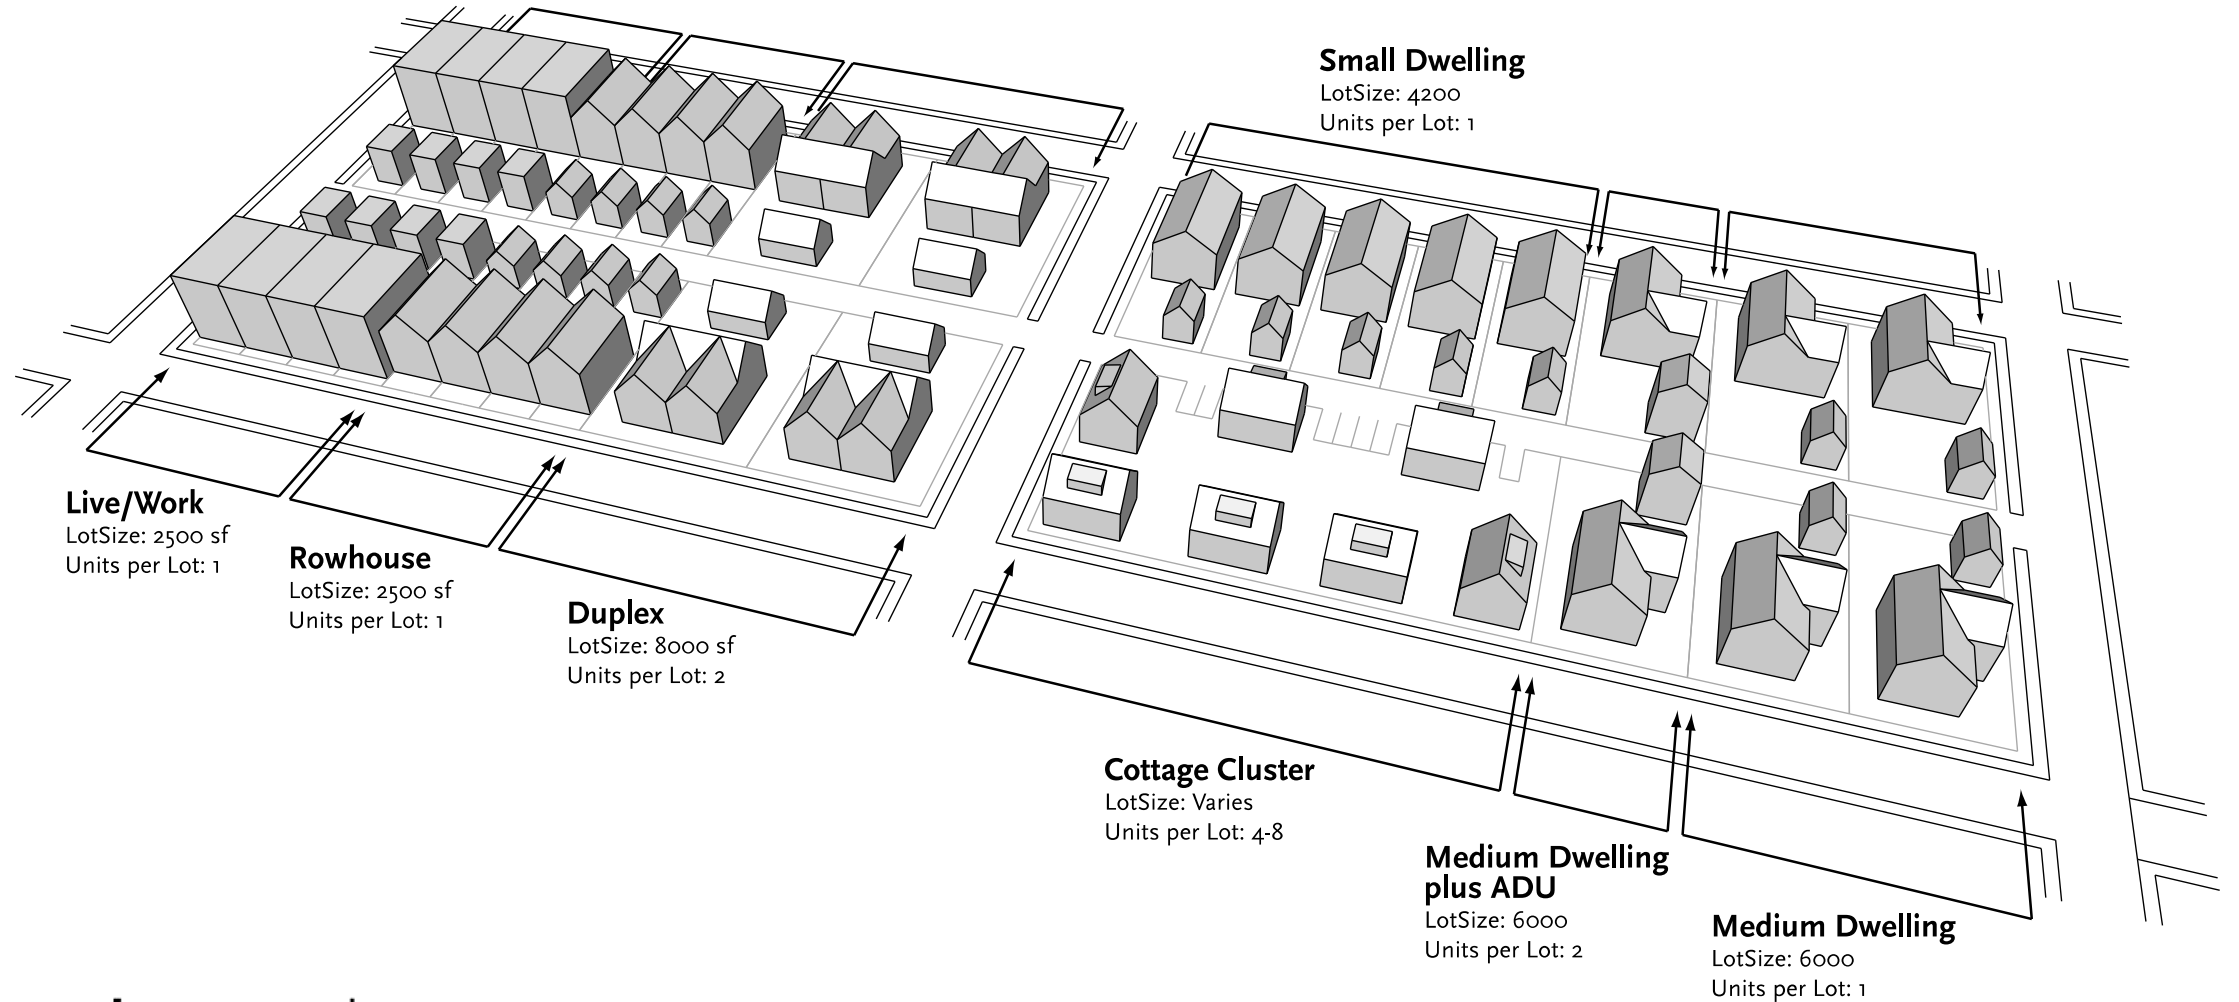 Small Dwelling
LotSize: 4200
Units per Lot: 1
Live/Work
LotSize: 2500 sf
Units per Lot: 1
Rowhouse
LotSize: 2500 sf
Units per Lot: 1
Duplex
LotSize: 8000 sf
Units per Lot: 2
Cottage Cluster
LotSize: Varies
Units per Lot: 4-8
Medium Dwelling
plus ADU
LotSize: 6000
Units per Lot: 2
Medium Dwelling
LotSize: 6000
Units per Lot: 1